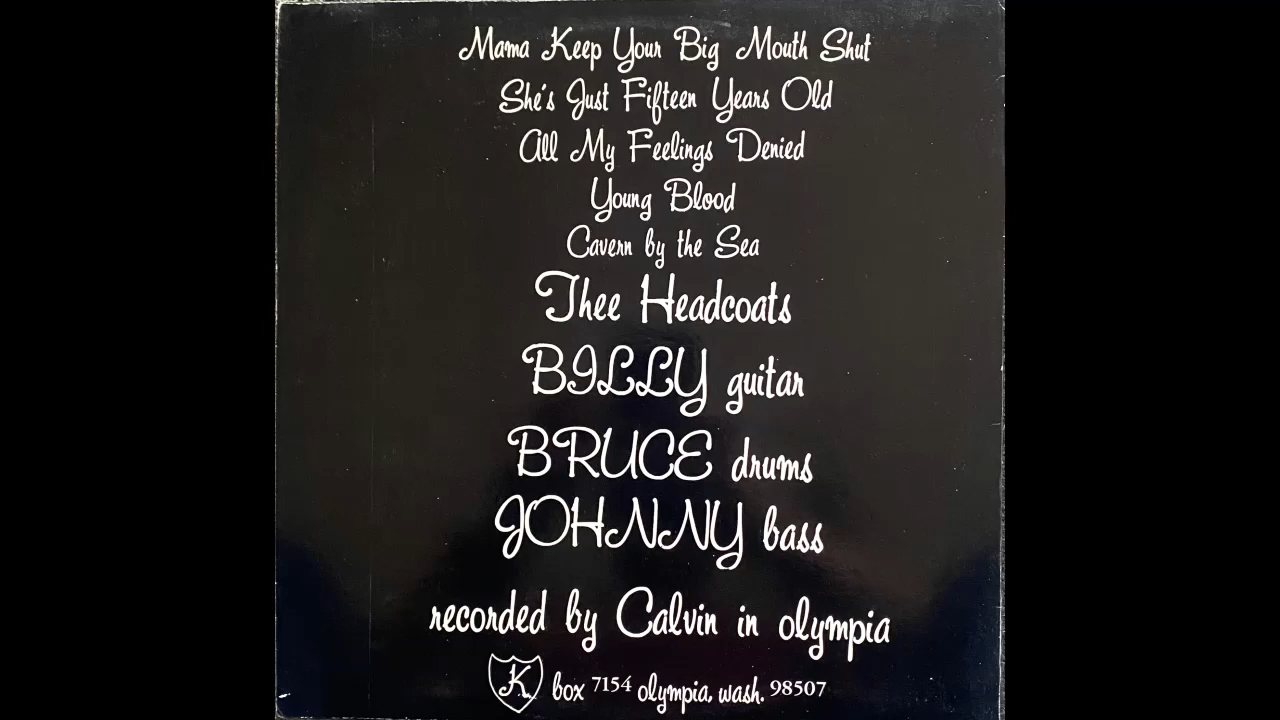 Mama Keep Your Big Mouth Shut
She's Just Fifteen Years Old
All My Feelings Denied
Young Blood
Cavern by the Sea
Thee Headcoats
BILLY guitar
BRUCE drums
JOHNNY bass
recorded by Calvin in olympia
K box 7154 olympia, wash. 98507